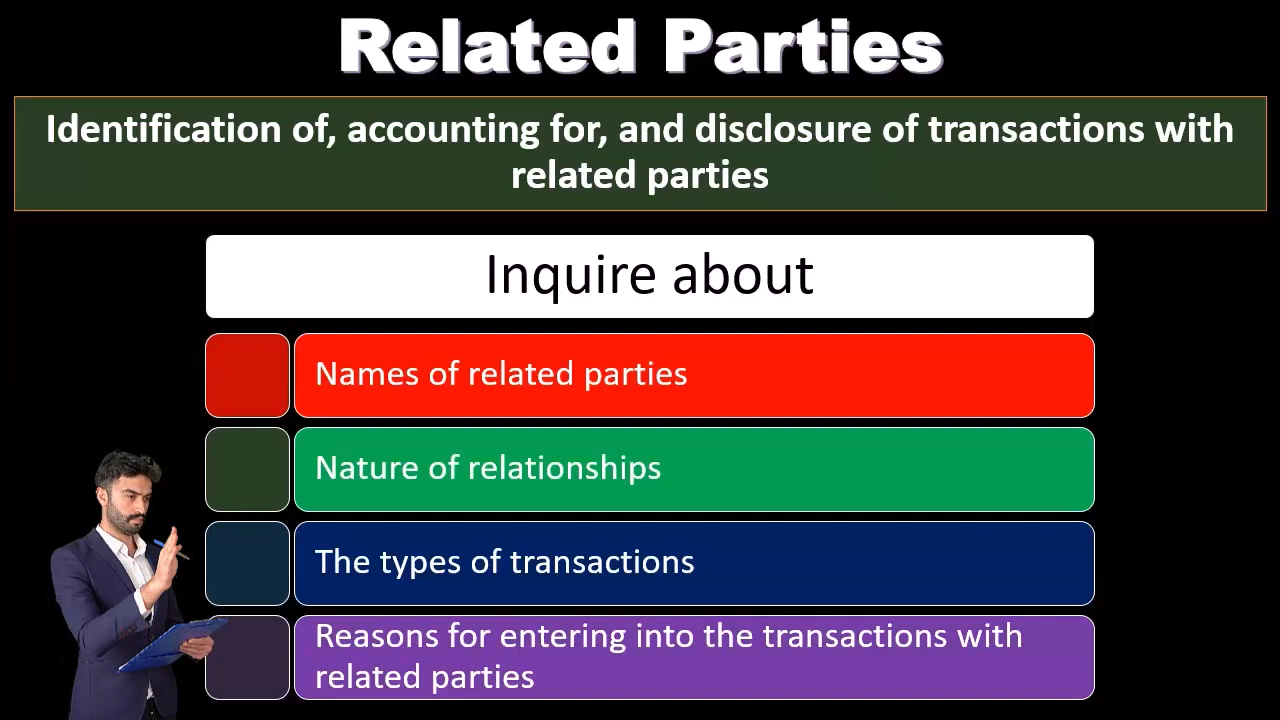 Related Parties
Identification of, accounting for, and disclosure of transactions with
related parties
Inquire about
Names of related parties
Nature of relationships
The types of transactions
Reasons for entering into the transactions with
related parties